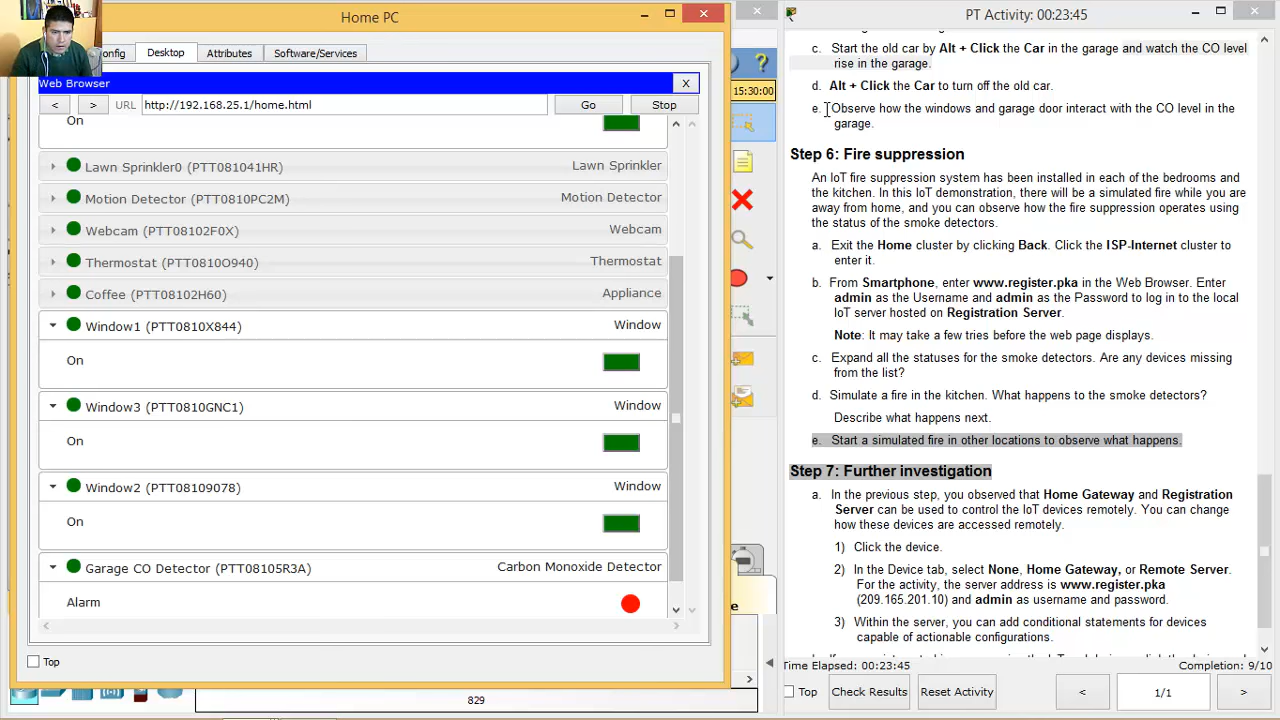 Home PC
onfig
Desktop
Attributes
Software/Services
Web Browser
X
<
>
URL
http://192.168.25.1/home.html
Go
Stop
On
Lawn Sprinkler0 (PTT081041HR)
Lawn Sprinkler
Motion Detector (PTT0810PC2M)
Motion Detector
Webcam (PTT08102F0X)
Webcam
Thermostat (PTT0810O940)
Thermostat
Coffee (PTT08102H60)
Appliance
Window1 (PTT0810X844)
Window
On
Window3 (PTT0810GNC1)
Window
On
Window2 (PTT08109078)
Window
On
Garage CO Detector (PTT08105R3A)
Carbon Monoxide Detector
Alarm
Top
15:30:00
e
829
PT Activity: 00:23:45
c. Start the old car by Alt + Click the Car in the garage and watch the CO level
rise in the garage.
d. Alt + Click the Car to turn off the old car.
e. Observe how the windows and garage door interact with the CO level in the
garage.
Step 6: Fire suppression
An IoT fire suppression system has been installed in each of the bedrooms and
the kitchen. In this IoT demonstration, there will be a simulated fire while you are
away from home, and you can observe how the fire suppression operates using
the status of the smoke detectors.
a. Exit the Home cluster by clicking Back. Click the ISP-Internet cluster to
enter it.
b. From Smartphone, enter www.register.pka in the Web Browser. Enter
admin as the Username and admin as the Password to log in to the local
IoT server hosted on Registration Server.
Note: It may take a few tries before the web page displays.
c. Expand all the statuses for the smoke detectors. Are any devices missing
from the list?
d. Simulate a fire in the kitchen. What happens to the smoke detectors?
Describe what happens next.
e. Start a simulated fire in other locations to observe what happens.
Step 7: Further investigation
a. In the previous step, you observed that Home Gateway and Registration
Server can be used to control the IoT devices remotely. You can change
how these devices are accessed remotely.
1) Click the device.
2) In the Device tab, select None, Home Gateway, or Remote Server.
For the activity, the server address is www.register.pka
(209.165.201.10) and admin as username and password.
3) Within the server, you can add conditional statements for devices
capable of actionable configurations.
Time Elapsed: 00:23:45
Completion: 9/10
Top
Check Results
Reset Activity
<
1/1
>